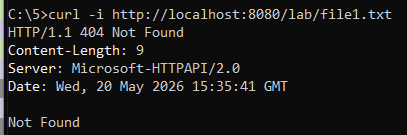 C:\5>curl -i http://localhost:8080/lab/file1.txt
HTTP/1.1 404 Not Found
Content-Length: 9
Server: Microsoft-HTTPAPI/2.0
Date: Wed, 20 May 2026 15:35:41 GMT

Not Found